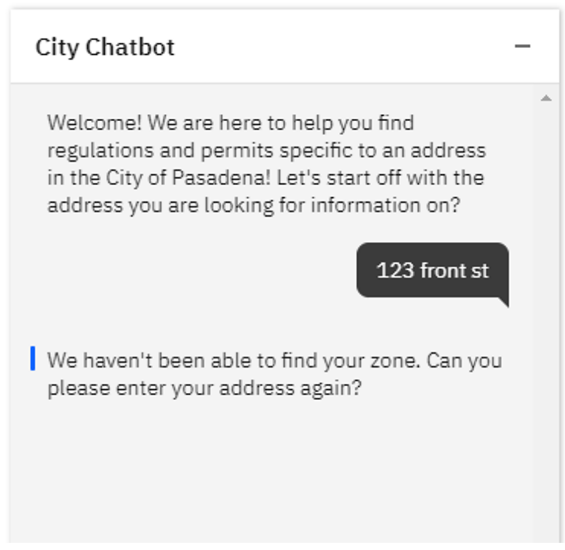 City Chatbot
Welcome! We are here to help you find
regulations and permits specific to an address
in the City of Pasadena! Let's start off with the
address you are looking for information on?
123 front st
We haven't been able to find your zone. Can you
please enter your address again?